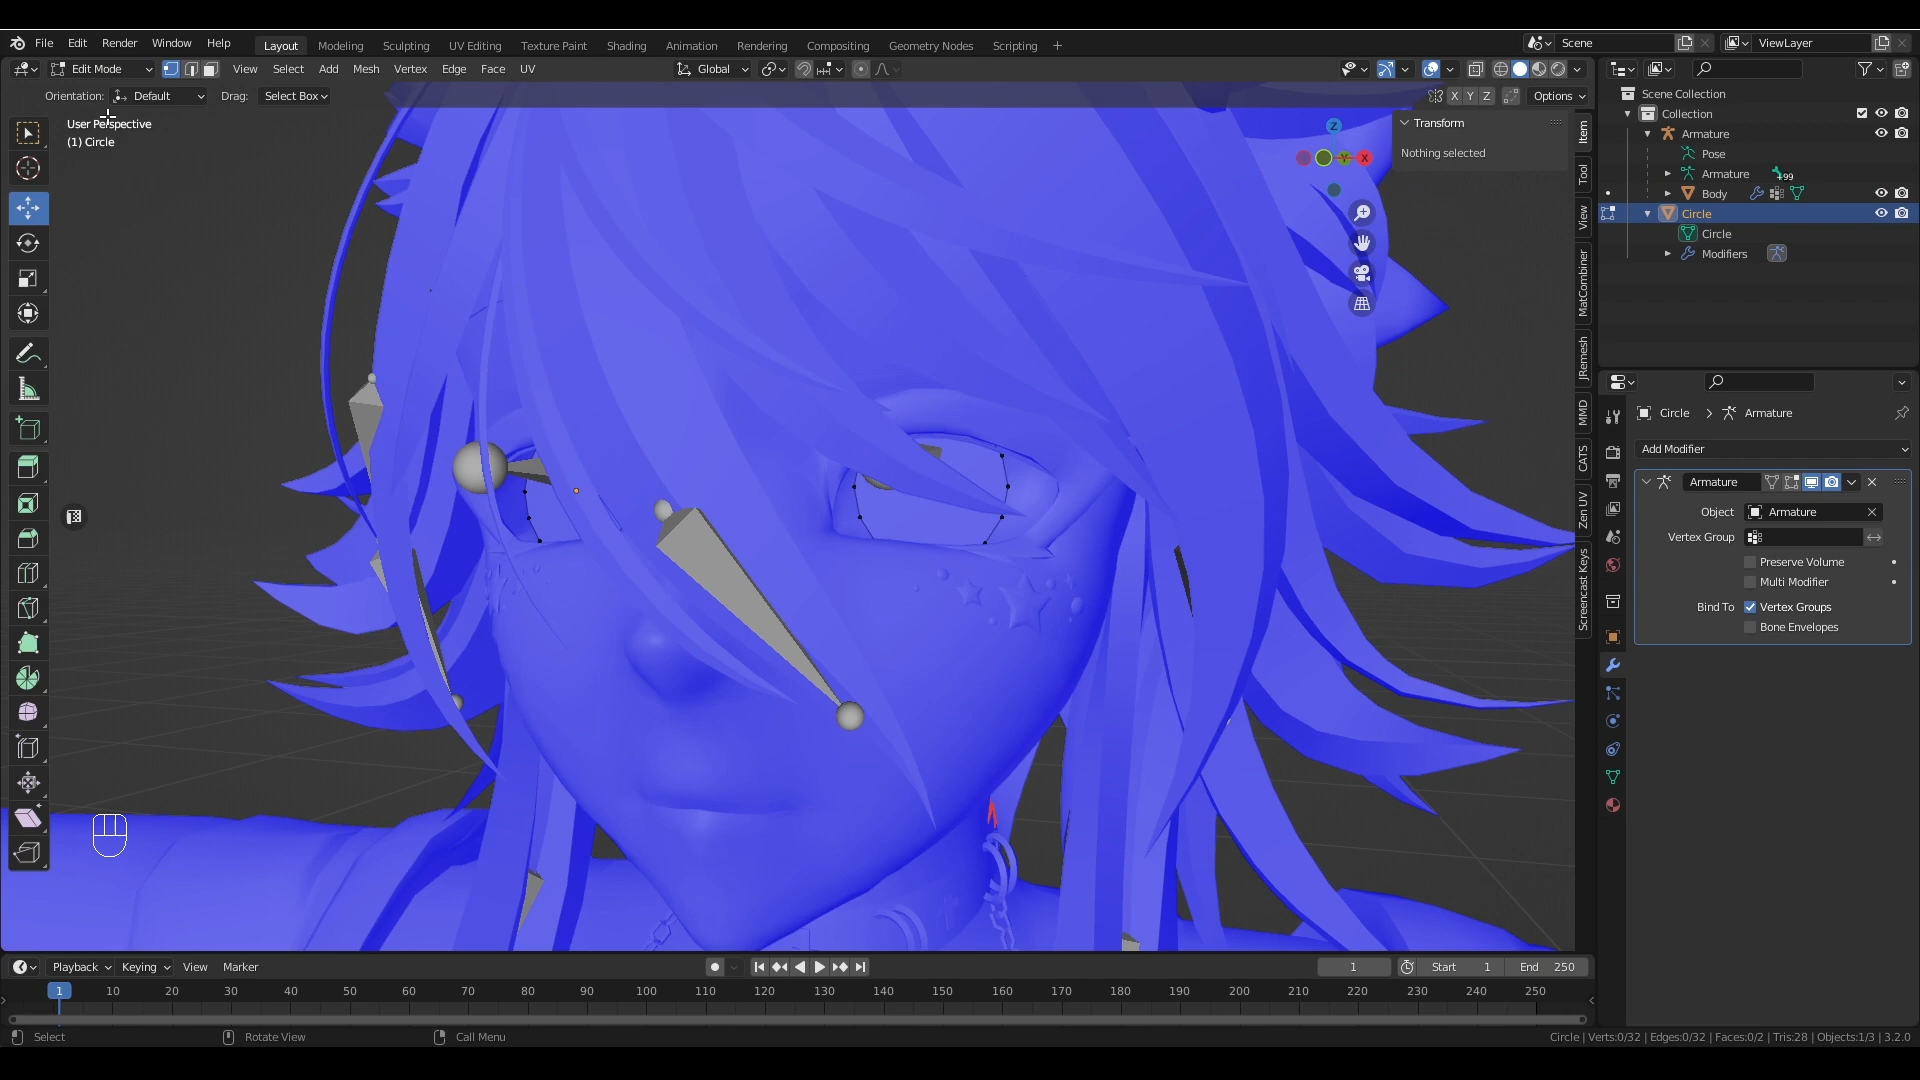 File Edit Render Window Help Layout Modeling Sculpting UV Editing Texture Paint Shading Animation Rendering Compositing Geometry Nodes Scripting + Scene ViewLayer
Edit Mode View Select Add Mesh Vertex Edge Face UV Global
Orientation: Default Drag: Select Box X Y Z Options
User Perspective
(1) Circle
Z
Y X
Transform
Nothing selected
Item
Tool
View
MatCombiner
JRemesh
MMD
CATS
Zen UV
Screencast Keys
Scene Collection
Collection
Armature
Pose
Armature +99
Body
Circle
Circle
Modifiers
Circle > Armature
Add Modifier
Armature
Object Armature
Vertex Group
Preserve Volume
Multi Modifier
Bind To Vertex Groups
Bone Envelopes
Playback Keying View Marker 1 Start 1 End 250
1 10 20 30 40 50 60 70 80 90 100 110 120 130 140 150 160 170 180 190 200 210 220 230 240 250
Select Rotate View Call Menu Circle | Verts:0/32 | Edges:0/32 | Faces:0/2 | Tris:28 | Objects:1/3 | 3.2.0